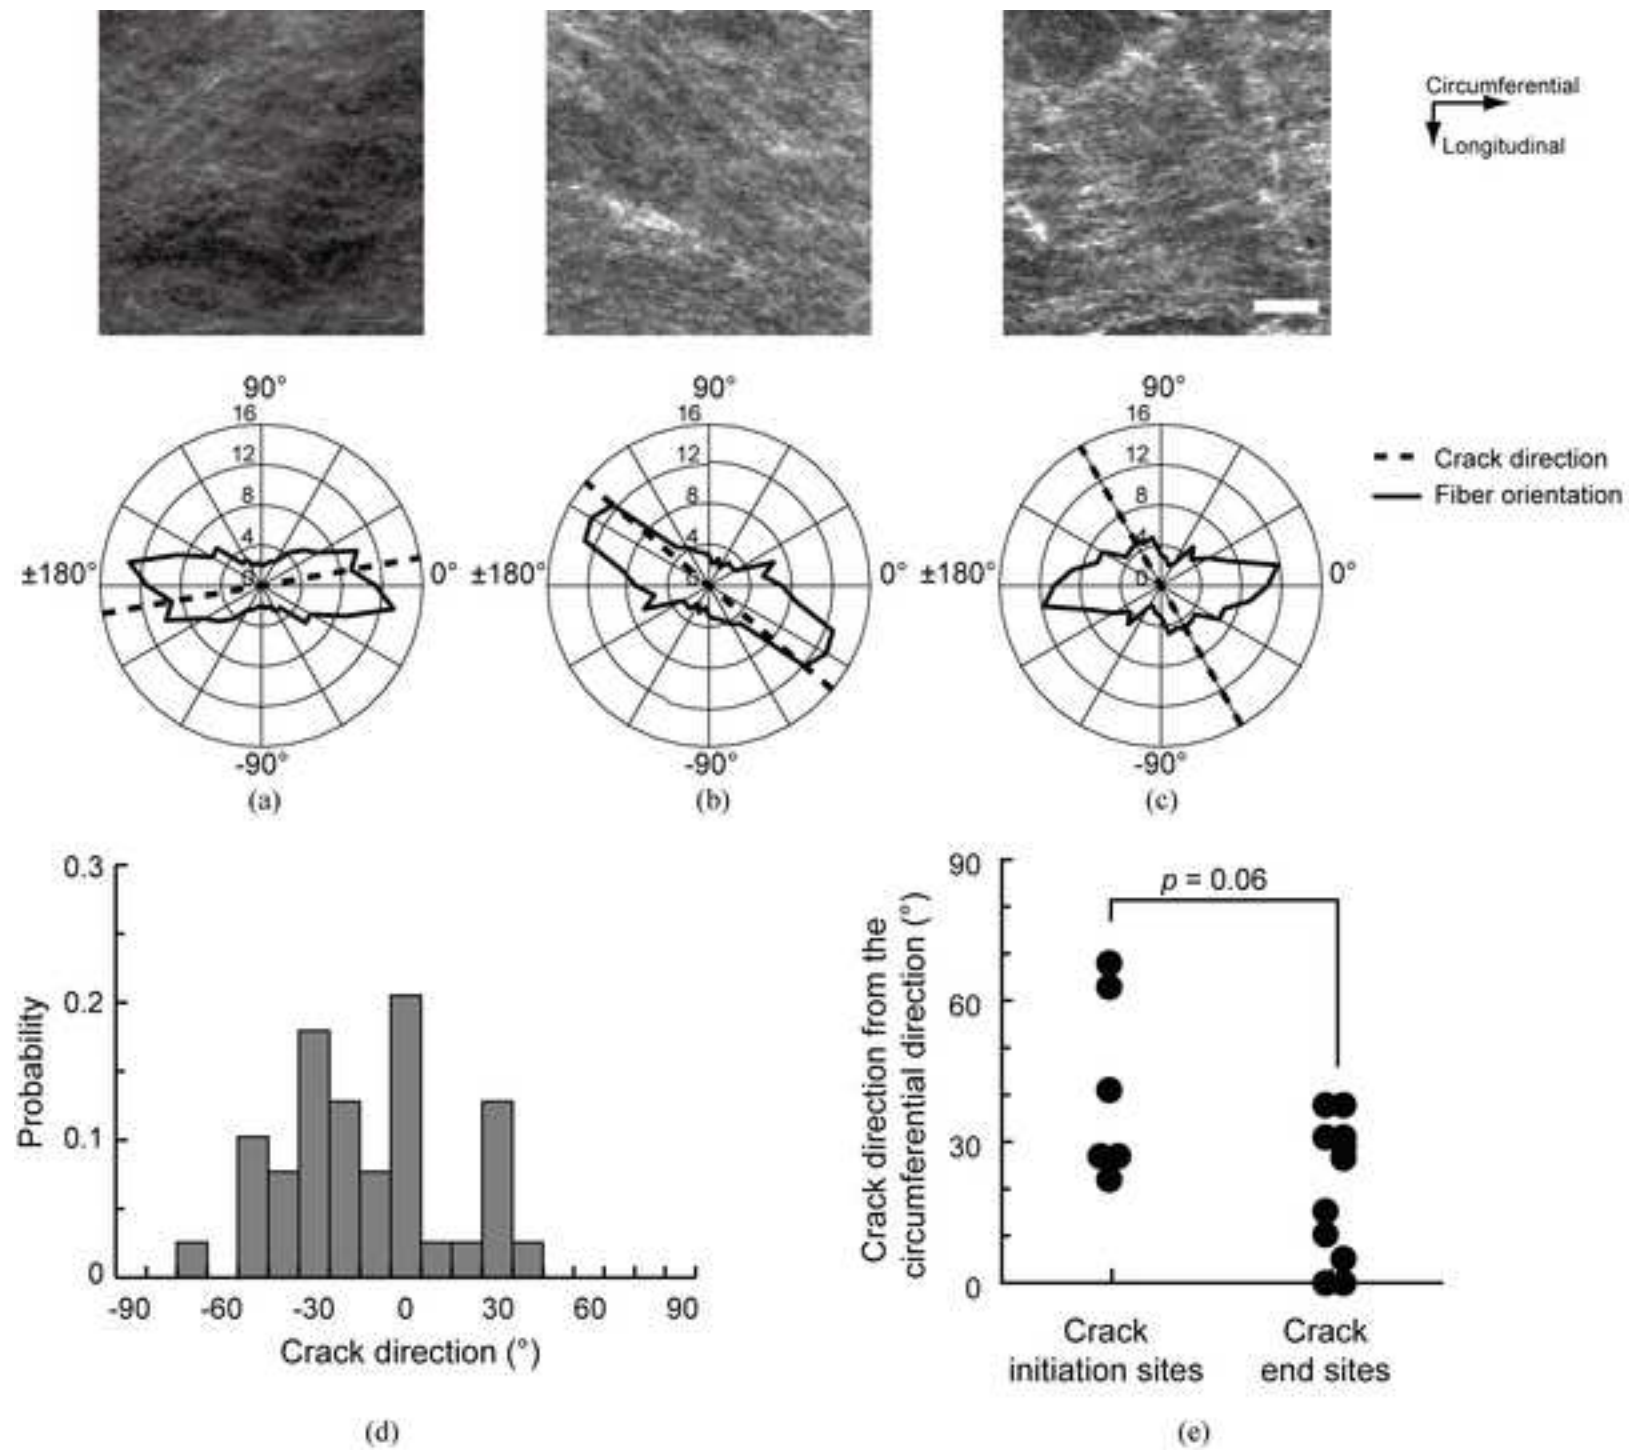 Circumferential
Longitudinal
90° 90° 90°
16 16 16
12 12 12
8 8 8
4 4 4
0 0 0
±180° 0° ±180° 0° ±180° 0°
-90° -90° -90°
Crack direction
Fiber orientation
(a) (b) (c)
0.3
0.2
0.1
0
Probability
-90 -60 -30 0 30 60 90
Crack direction (°)
(d)
90
60
30
0
p = 0.06
Crack direction from the
circumferential direction (°)
Crack
initiation sites
Crack
end sites
(e)